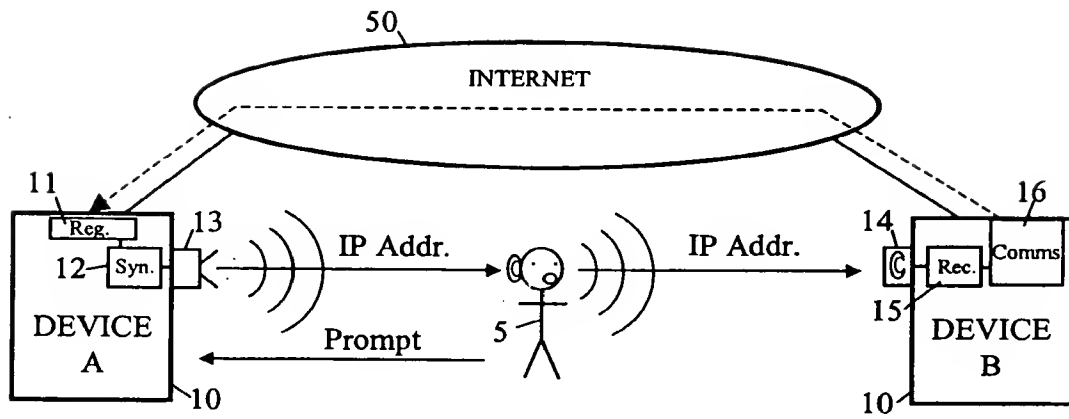 50
INTERNET
11
Reg.
13
12
Syn.
IP Addr.
IP Addr.
14
16
Rec.
Comms.
15
DEVICE
A
5
DEVICE
B
Prompt
10
10